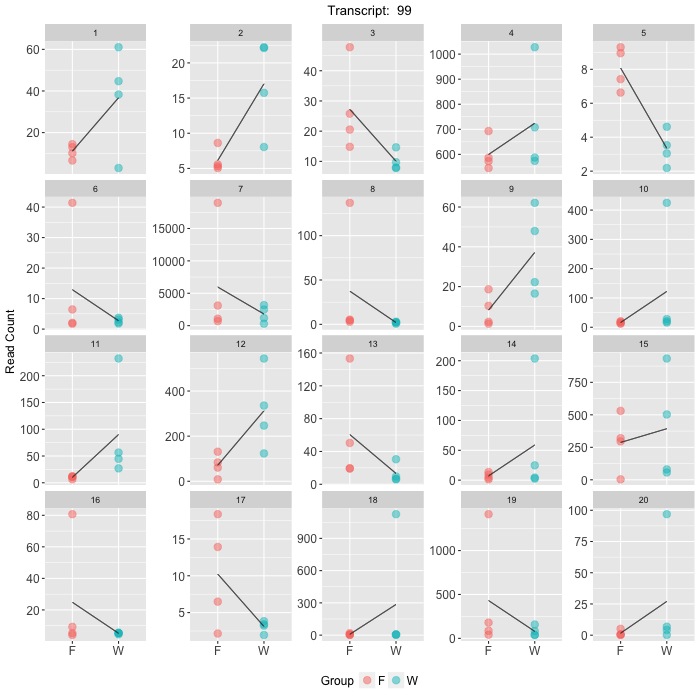 Transcript: 99
Read Count
1 2 3 4 5
60 40 20
20 15 10 5
40 30 20 10
1000 900 800 700 600
8 6 4 2
6 7 8 9 10
40 30 20 10 0
15000 10000 5000 0
100 50 0
60 40 20 0
400 300 200 100 0
11 12 13 14 15
200 150 100 50 0
400 200 0
160 120 80 40 0
200 150 100 50 0
750 500 250 0
16 17 18 19 20
80 60 40 20
15 10 5
900 600 300 0
1000 500 0
100 75 50 25 0
F W F W F W F W F W
Group F W